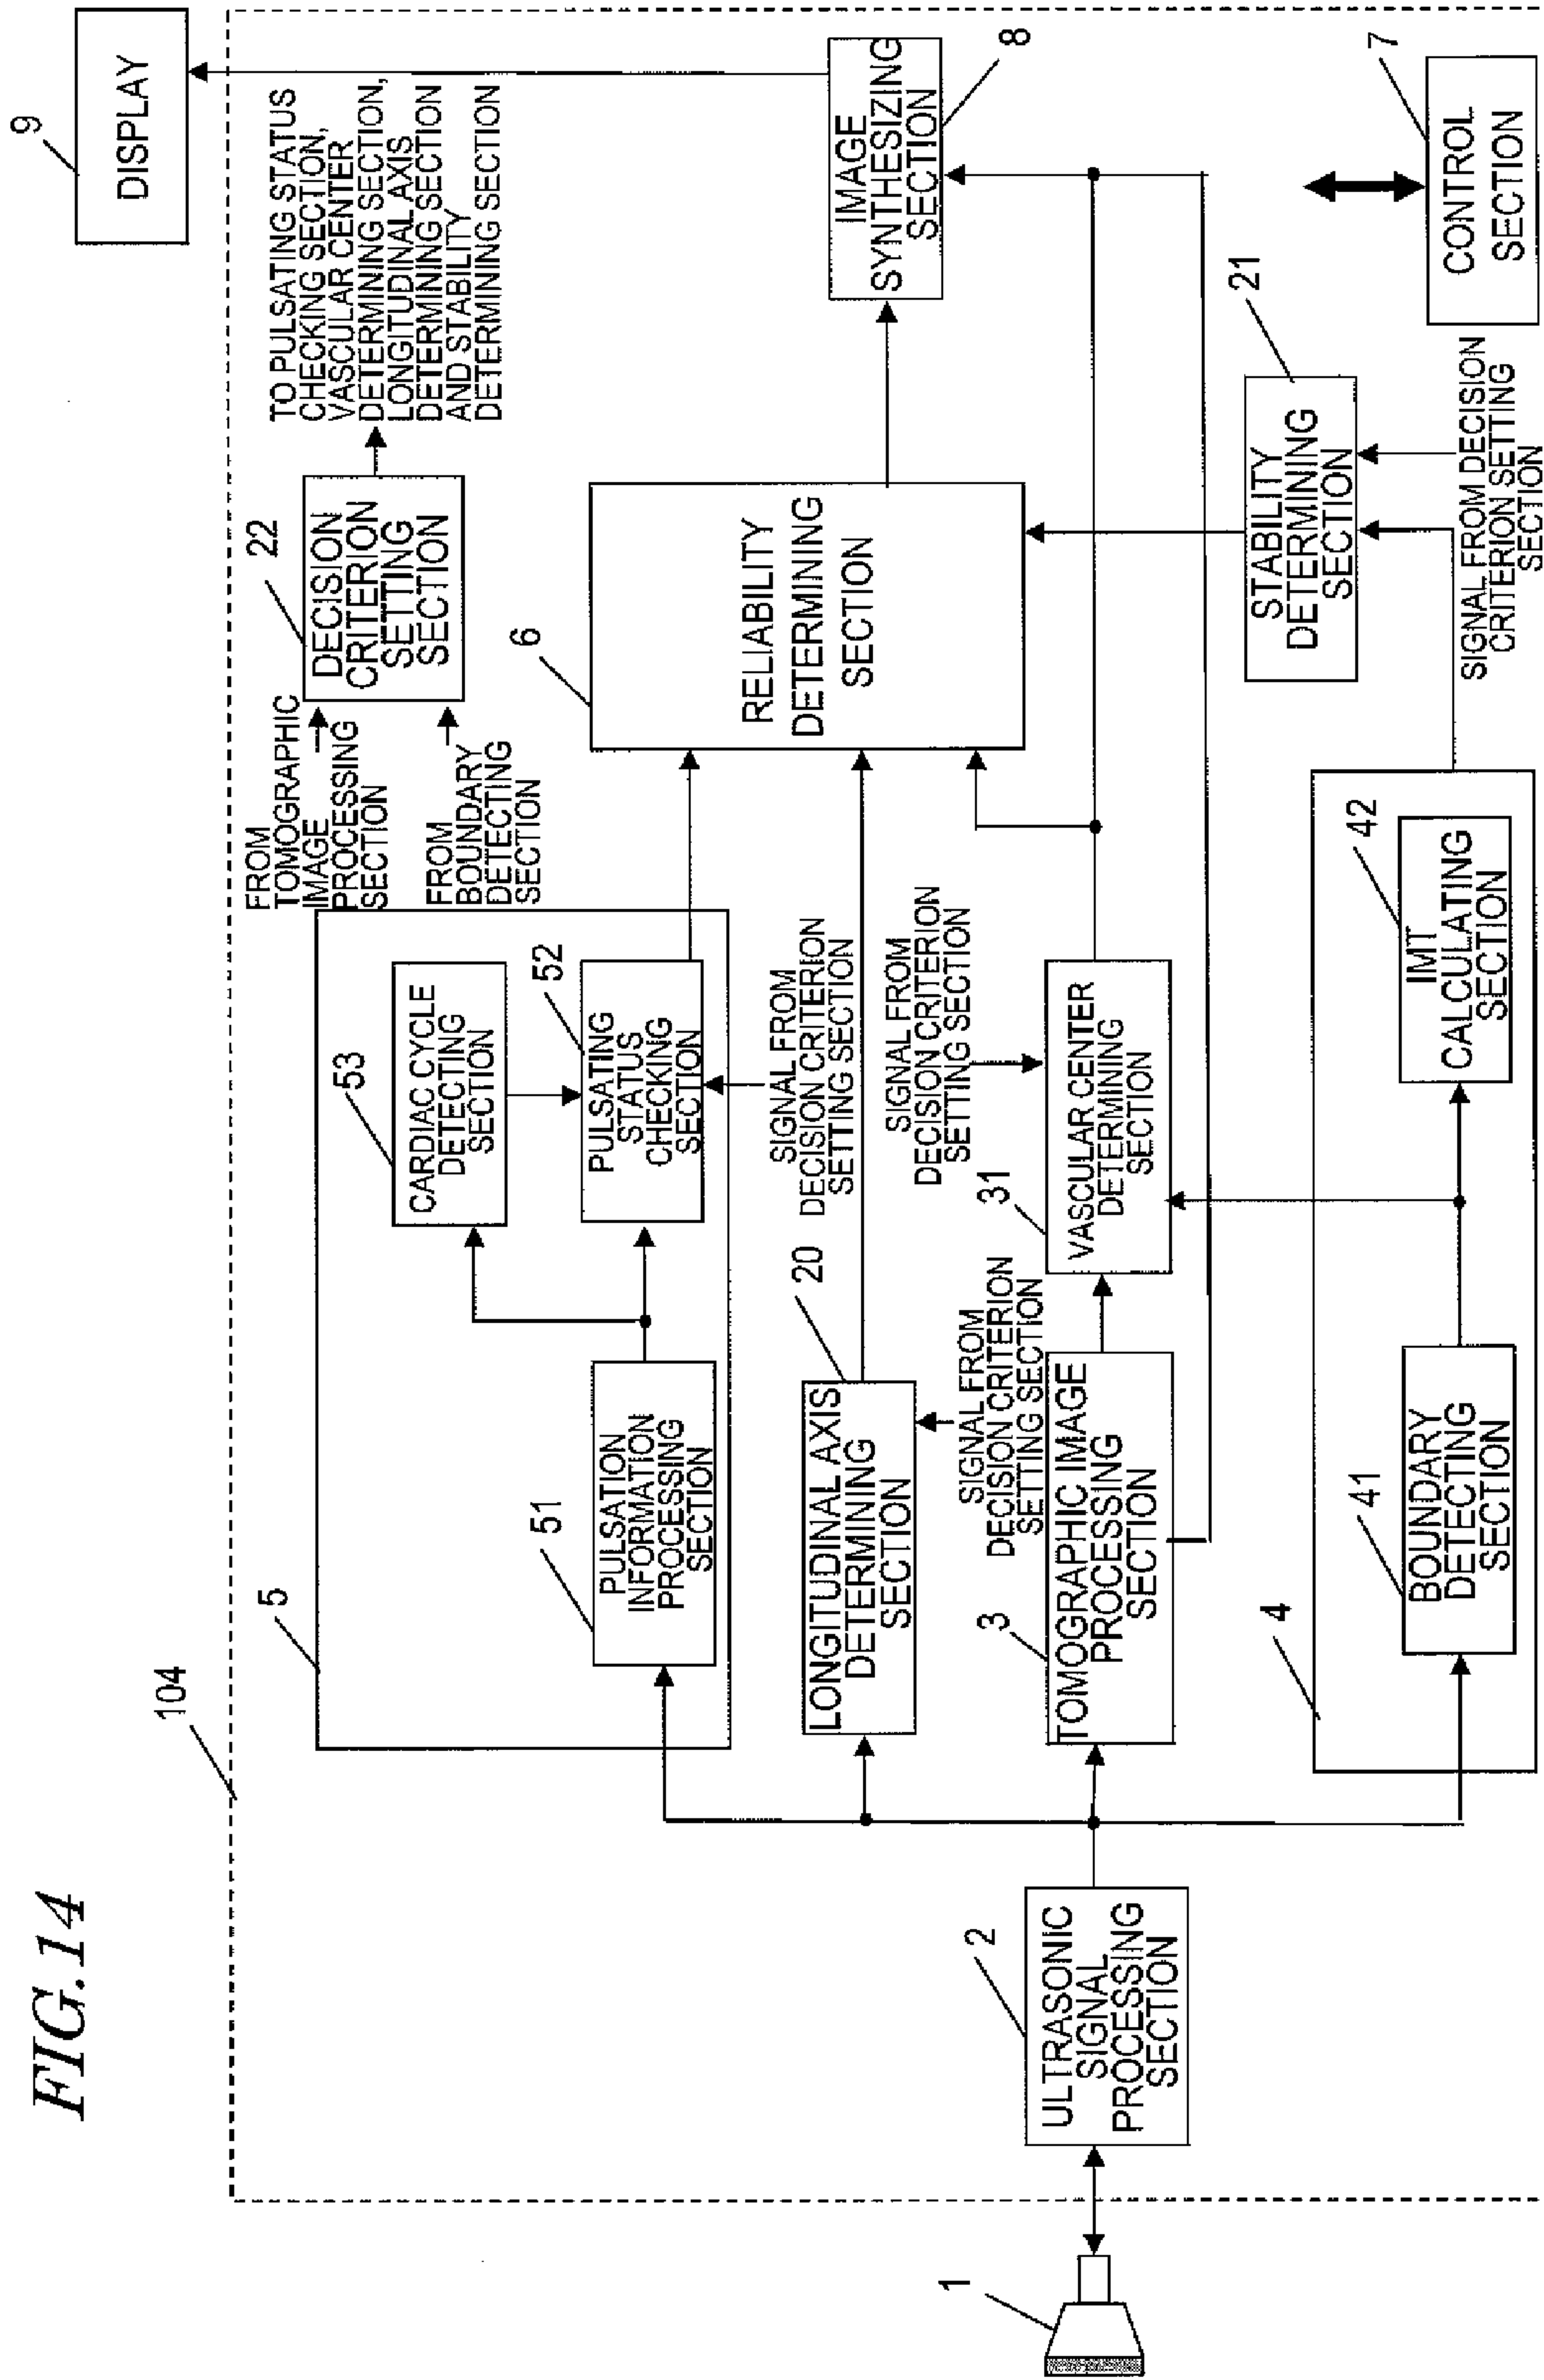 FIG.14
104
1
2
ULTRASONIC
SIGNAL
PROCESSING
SECTION
5
51
PULSATION
INFORMATION
PROCESSING
SECTION
53
CARDIAC CYCLE
DETECTING
SECTION
52
PULSATING
STATUS
CHECKING
SECTION
SIGNAL FROM
DECISION CRITERION
SETTING SECTION
20
LONGITUDINAL AXIS
DETERMINING
SECTION
SIGNAL FROM
DECISION CRITERION
SETTING SECTION
3
TOMOGRAPHIC IMAGE
PROCESSING
SECTION
31
VASCULAR CENTER
DETERMINING
SECTION
SIGNAL FROM
DECISION CRITERION
SETTING SECTION
4
41
BOUNDARY
DETECTING
SECTION
42
IMT
CALCULATING
SECTION
FROM
TOMOGRAPHIC
IMAGE
PROCESSING
SECTION
FROM
BOUNDARY
DETECTING
SECTION
22
DECISION
CRITERION
SETTING
SECTION
TO PULSATING STATUS
CHECKING SECTION,
VASCULAR CENTER
DETERMINING SECTION,
LONGITUDINAL AXIS
DETERMINING SECTION
AND STABILITY
DETERMINING SECTION
6
RELIABILITY
DETERMINING
SECTION
21
STABILITY
DETERMINING
SECTION
SIGNAL FROM DECISION
CRITERION SETTING
SECTION
9
DISPLAY
IMAGE
SYNTHESIZING
SECTION
8
7
CONTROL
SECTION